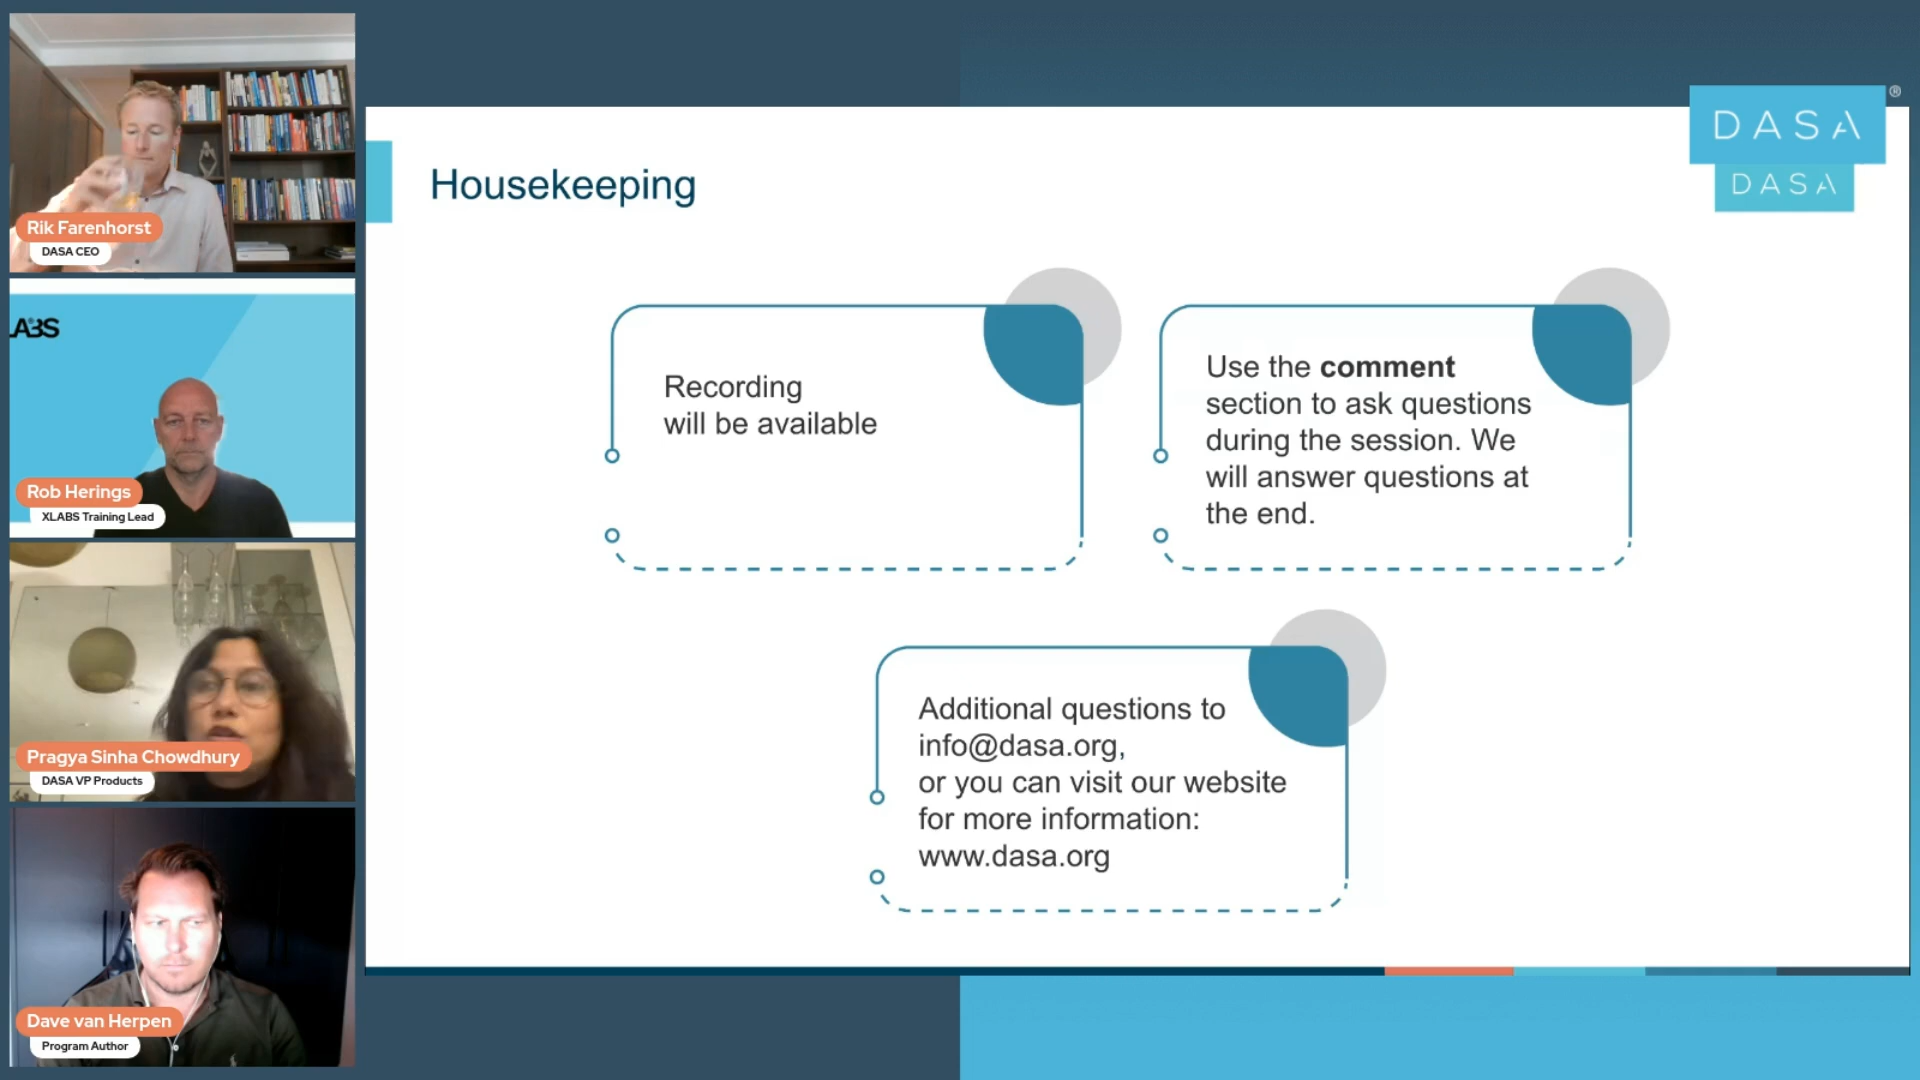 Rik Farenhorst
DASA CEO
Rob Herings
XLABS Training Lead
Pragya Sinha Chowdhury
DASA VP Products
Dave van Herpen
Program Author
DASA
®
DASA
Housekeeping
Recording
will be available
Use the comment
section to ask questions
during the session. We
will answer questions at
the end.
Additional questions to
info@dasa.org,
or you can visit our website
for more information:
www.dasa.org